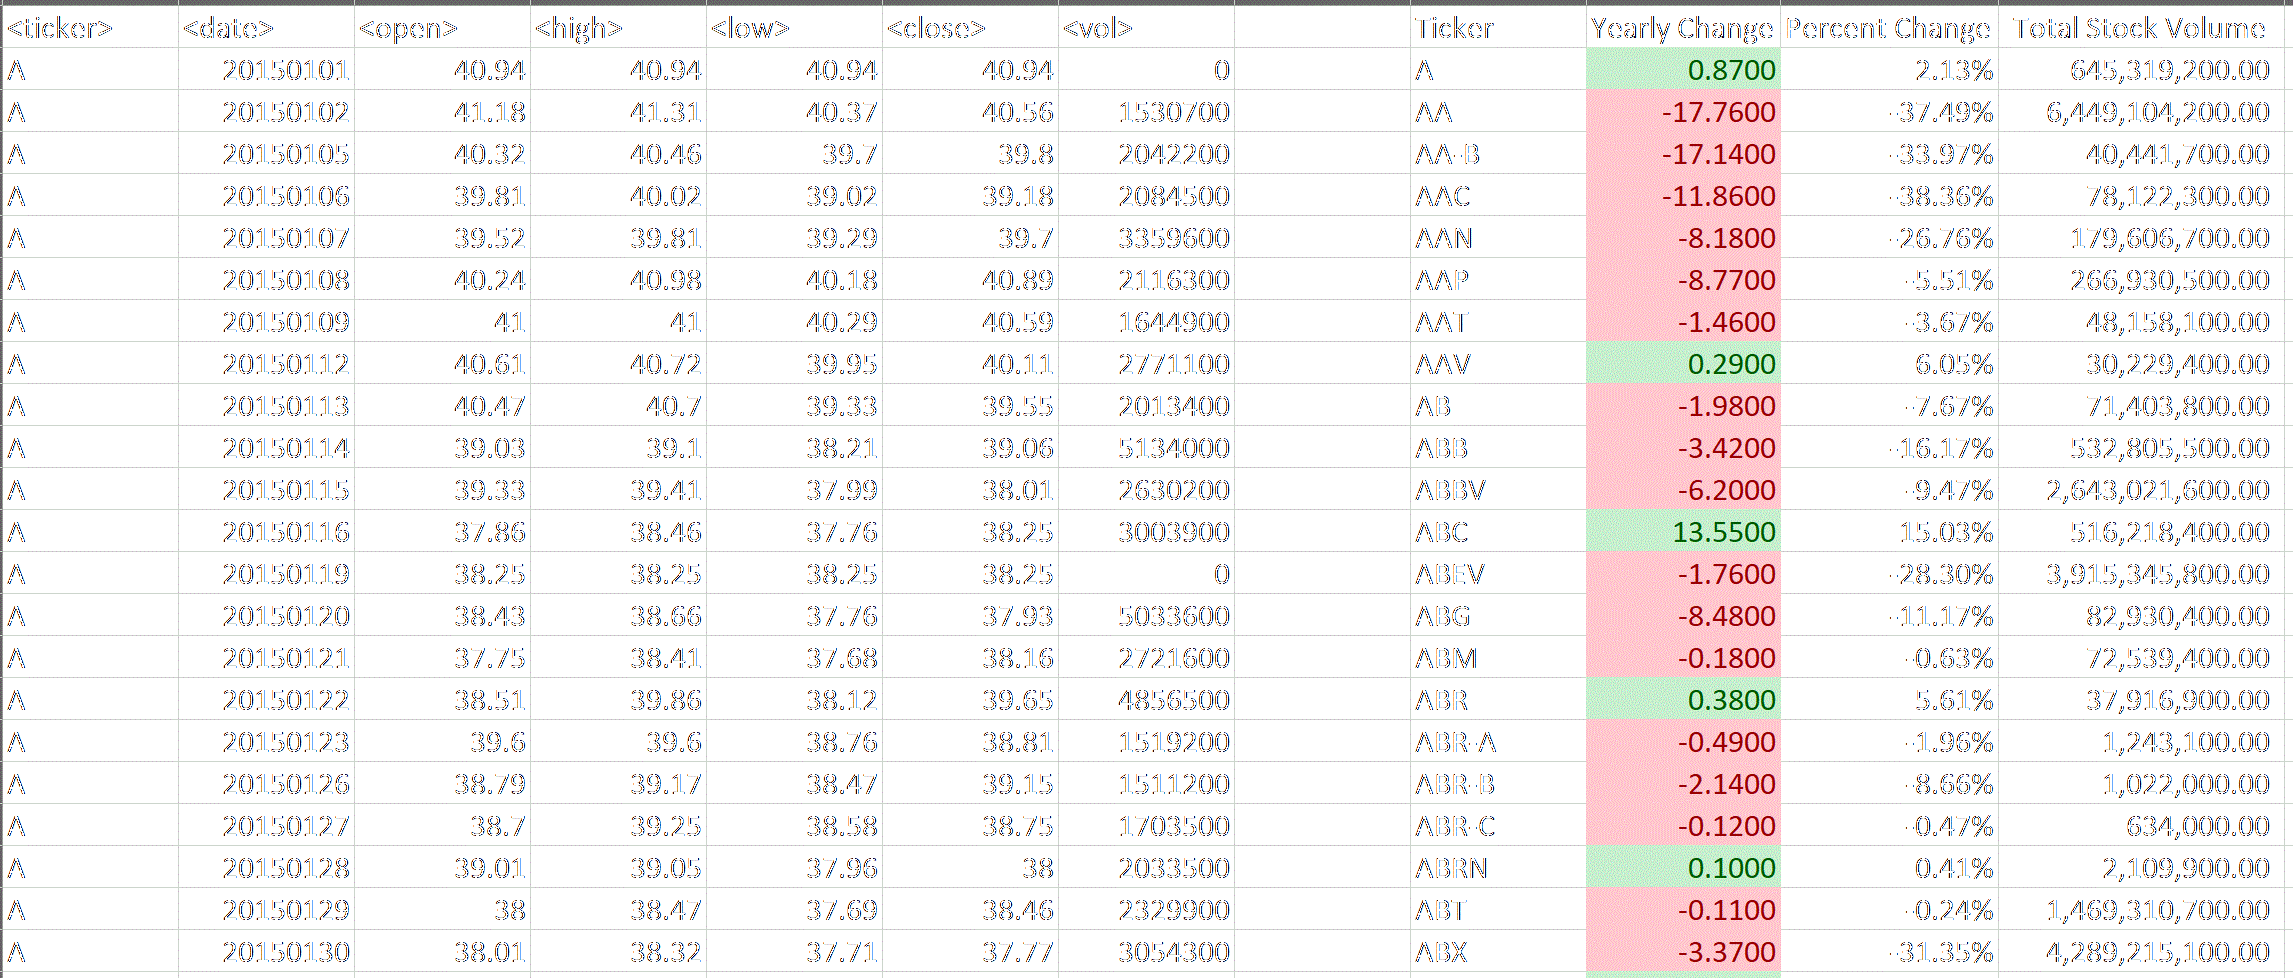 <ticker> <date> <open> <high> <low> <close> <vol> Ticker Yearly Change Percent Change Total Stock Volume
A 20150101 40.94 40.94 40.94 40.94 0 A 0.8700 2.13% 645,319,200.00
A 20150102 41.18 41.31 40.37 40.56 1530700 AA -17.7600 -37.49% 6,449,104,200.00
A 20150105 40.32 40.46 39.7 39.8 2042200 AA-B -17.1400 -33.97% 40,441,700.00
A 20150106 39.81 40.02 39.02 39.18 2084500 AAC -11.8600 -38.36% 78,122,300.00
A 20150107 39.52 39.81 39.29 39.7 3359600 AAN -8.1800 -26.76% 179,606,700.00
A 20150108 40.24 40.98 40.18 40.89 2116300 AAP -8.7700 -5.51% 266,930,500.00
A 20150109 41 41 40.29 40.59 1644900 AAT -1.4600 -3.67% 48,158,100.00
A 20150112 40.61 40.72 39.95 40.11 2771100 AAV 0.2900 6.05% 30,229,400.00
A 20150113 40.47 40.7 39.33 39.55 2013400 AB -1.9800 -7.67% 71,403,800.00
A 20150114 39.03 39.1 38.21 39.06 5134000 ABB -3.4200 -16.17% 532,805,500.00
A 20150115 39.33 39.41 37.99 38.01 2630200 ABBV -6.2000 -9.47% 2,643,021,600.00
A 20150116 37.86 38.46 37.76 38.25 3003900 ABC 13.5500 15.03% 516,218,400.00
A 20150119 38.25 38.25 38.25 38.25 0 ABEV -1.7600 -28.30% 3,915,345,800.00
A 20150120 38.43 38.66 37.76 37.93 5033600 ABG -8.4800 -11.17% 82,930,400.00
A 20150121 37.75 38.41 37.68 38.16 2721600 ABM -0.1800 -0.63% 72,539,400.00
A 20150122 38.51 39.86 38.12 39.65 4856500 ABR 0.3800 5.61% 37,916,900.00
A 20150123 39.6 39.6 38.76 38.81 1519200 ABR-A -0.4900 -1.96% 1,243,100.00
A 20150126 38.79 39.17 38.47 39.15 1511200 ABR-B -2.1400 -8.66% 1,022,000.00
A 20150127 38.7 39.25 38.58 38.75 1703500 ABR-C -0.1200 -0.47% 634,000.00
A 20150128 39.01 39.05 37.96 38 2033500 ABRN 0.1000 0.41% 2,109,900.00
A 20150129 38 38.47 37.69 38.46 2329900 ABT -0.1100 -0.24% 1,469,310,700.00
A 20150130 38.01 38.32 37.71 37.77 3054300 ABX -3.3700 -31.35% 4,289,215,100.00